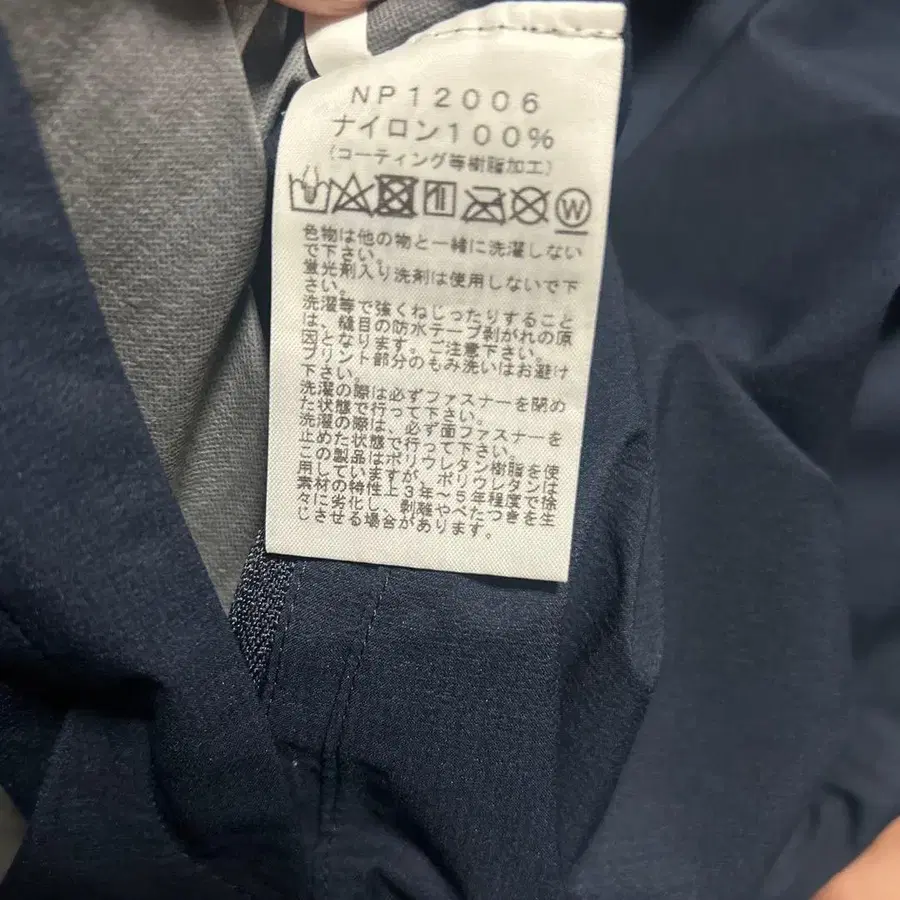 NP12006
ナイロン100%
(コーティング等樹脂加工)
W
色物は他の物と一緒に洗濯しない
で下さい。
蛍光剤入り洗剤は使用しないで下
さい。
洗濯等で強くねじったりすること
は、縫目の防水テープ剥がれの原
因となります。ご注意下さい。
プリント部分のもみ洗いはお避け
下さい。
洗濯の際は必ずファスナーを閉め
た状態で行って下さい。
洗濯の際は、必ず面ファスナーを
止めた状態で行って下さい。
この製品はポリウレタン樹脂を使
用していますが、ポリウレタンは
素材の特性上3年~5年程度で徐
々に劣化し、剥離やべたつきを生
じさせる場合があります。